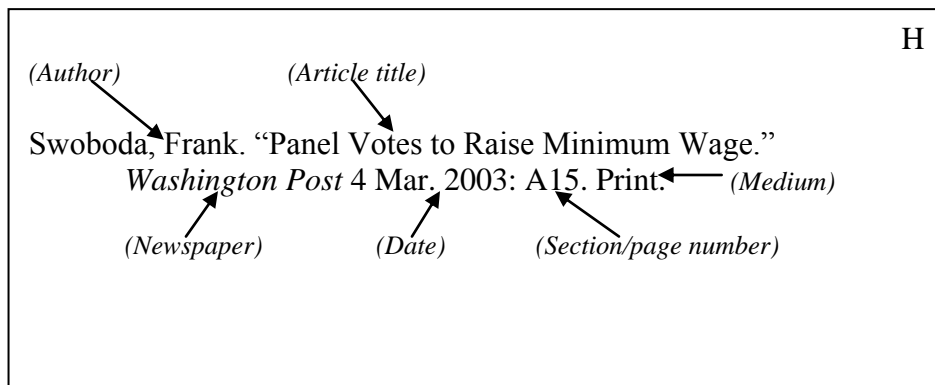 H
(Author) (Article title)
Swoboda, Frank. “Panel Votes to Raise Minimum Wage.”
Washington Post 4 Mar. 2003: A15. Print. (Medium)
(Newspaper) (Date) (Section/page number)